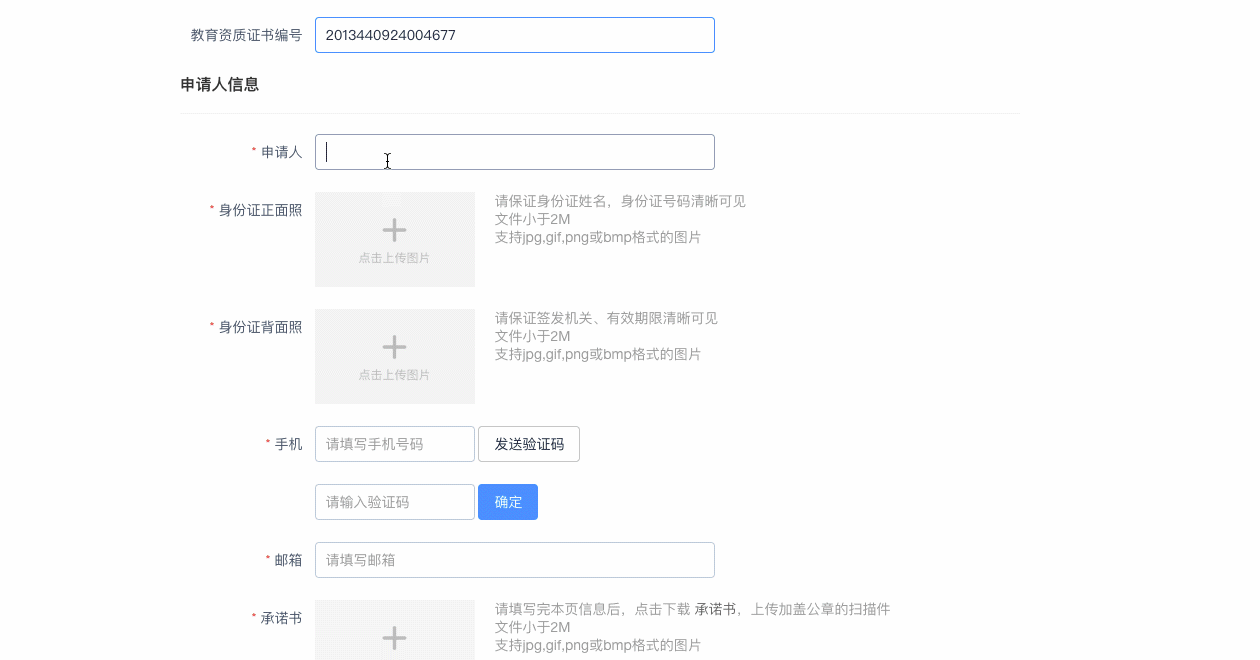 教育资质证书编号 2013440924004677
申请人信息
* 申请人
* 身份证正面照
点击上传图片
请保证身份证姓名，身份证号码清晰可见
文件小于2M
支持jpg,gif,png或bmp格式的图片
* 身份证背面照
点击上传图片
请保证签发机关、有效期限清晰可见
文件小于2M
支持jpg,gif,png或bmp格式的图片
* 手机 请填写手机号码 发送验证码
请输入验证码 确定
* 邮箱 请填写邮箱
* 承诺书
请填写完本页信息后，点击下载 承诺书，上传加盖公章的扫描件
文件小于2M
支持jpg,gif,png或bmp格式的图片